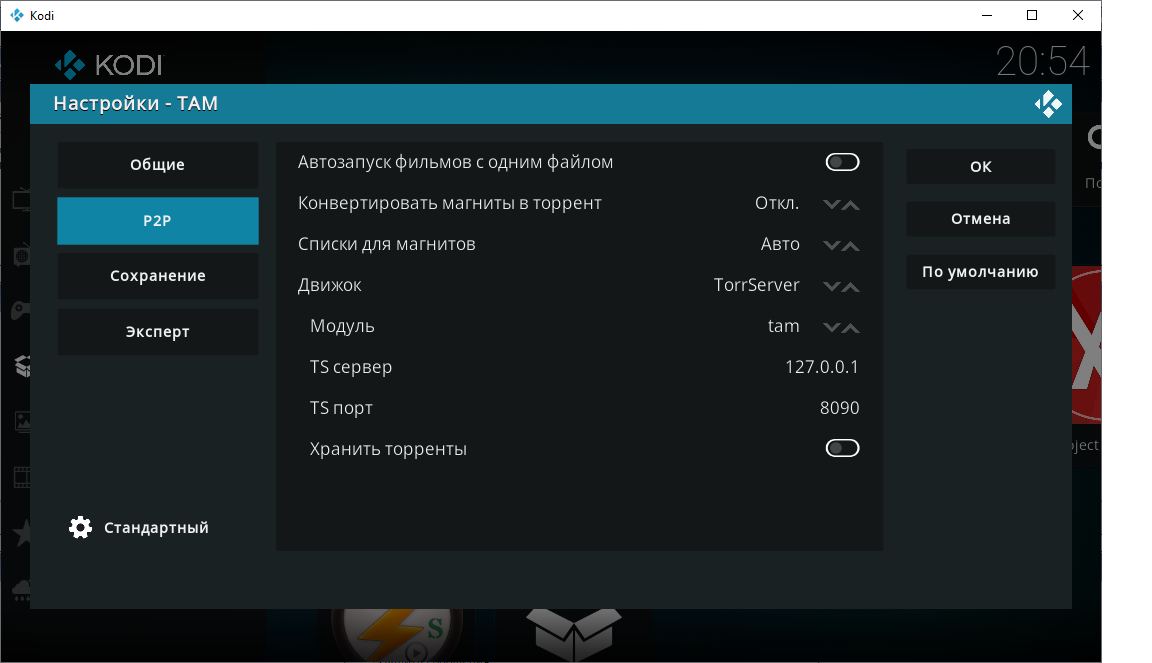 Kodi
KODI
20:54
Настройки - TAM
Общие
P2P
Сохранение
Эксперт
Стандартный
Автозапуск фильмов с одним файлом
Конвертировать магниты в торрент Откл.
Списки для магнитов Авто
Движок TorrServer
Модуль tam
TS сервер 127.0.0.1
TS порт 8090
Хранить торренты
OK
Отмена
По умолчанию
S